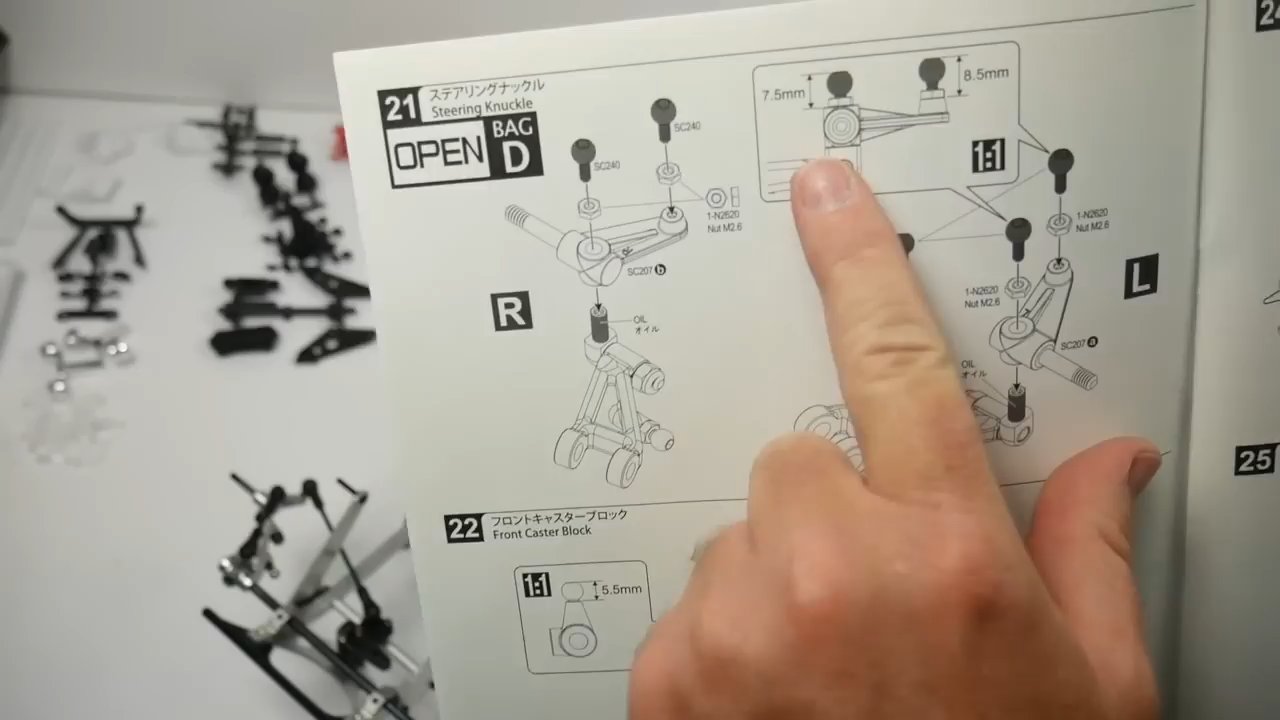 21
ステアリングナックル
Steering Knuckle
OPEN BAG D
SC240
SC240
1-N2620
Nut M2.6
SC207 b
R
OIL
オイル
7.5mm
8.5mm
1:1
1-N2620
Nut M2.6
1-N2620
Nut M2.6
L
SC207 a
OIL
オイル
22
フロントキャスターブロック
Front Caster Block
1:1
5.5mm
25